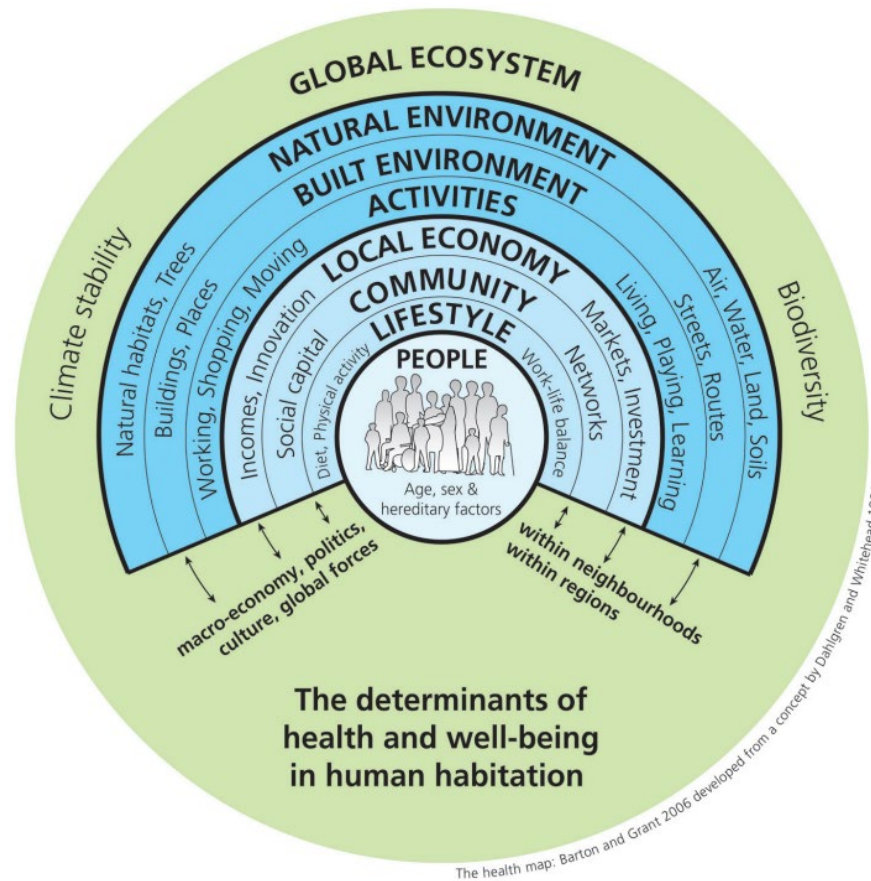 GLOBAL ECOSYSTEM
NATURAL ENVIRONMENT
BUILT ENVIRONMENT
ACTIVITIES
LOCAL ECONOMY
COMMUNITY
LIFESTYLE
PEOPLE
Age, sex &
hereditary factors
Climate stability
Natural habitats, Trees
Buildings, Places
Working, Shopping, Moving
Incomes, Innovation
Social capital
Diet, Physical activity
Work-life balance
Networks
Markets, Investment
Living, Playing, Learning
Streets, Routes
Air, Water, Land, Soils
Biodiversity
macro-economy, politics,
culture, global forces
within neighbourhoods
within regions
The determinants of
health and well-being
in human habitation
The health map: Barton and Grant 2006 developed from a concept by Dahlgren and Whitehead